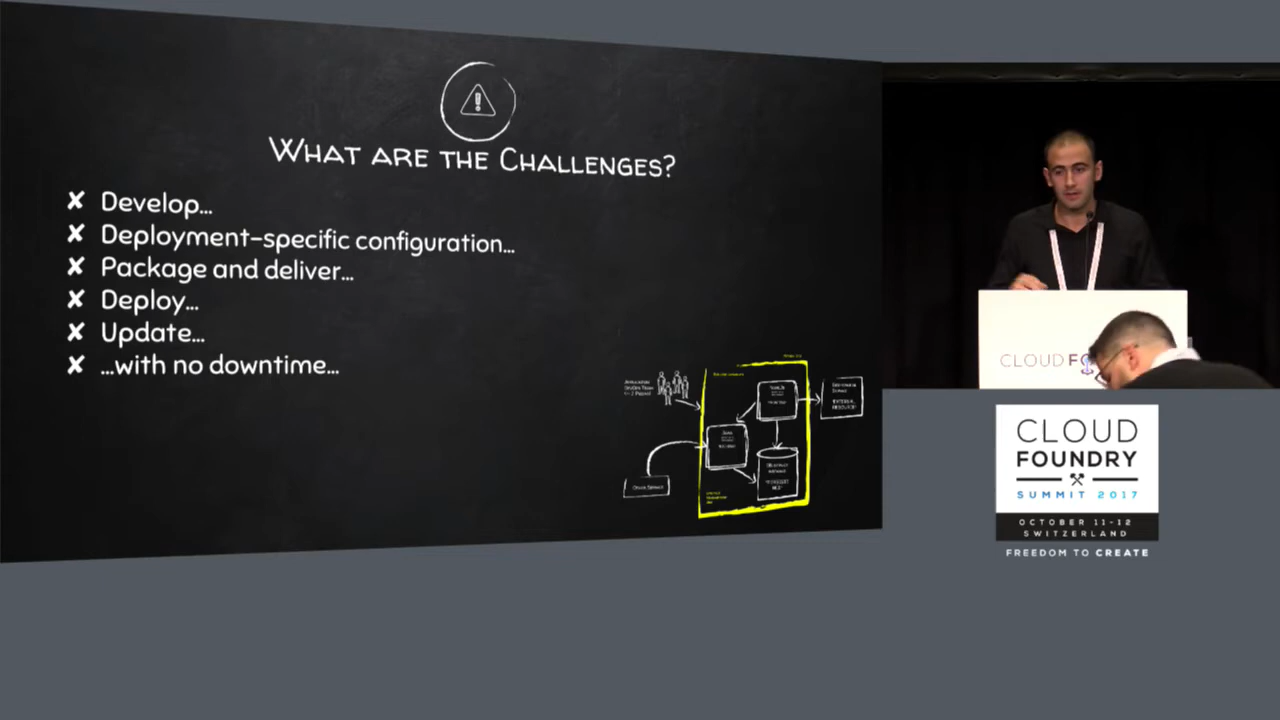 WHAT ARE THE CHALLENGES?
✘ Develop...
✘ Deployment-specific configuration...
✘ Package and deliver...
✘ Deploy...
✘ Update...
✘ ...with no downtime...
CLOUD
CLOUD
FOUNDRY
SUMMIT 2017
OCTOBER 11-12
SWITZERLAND
FREEDOM TO CREATE